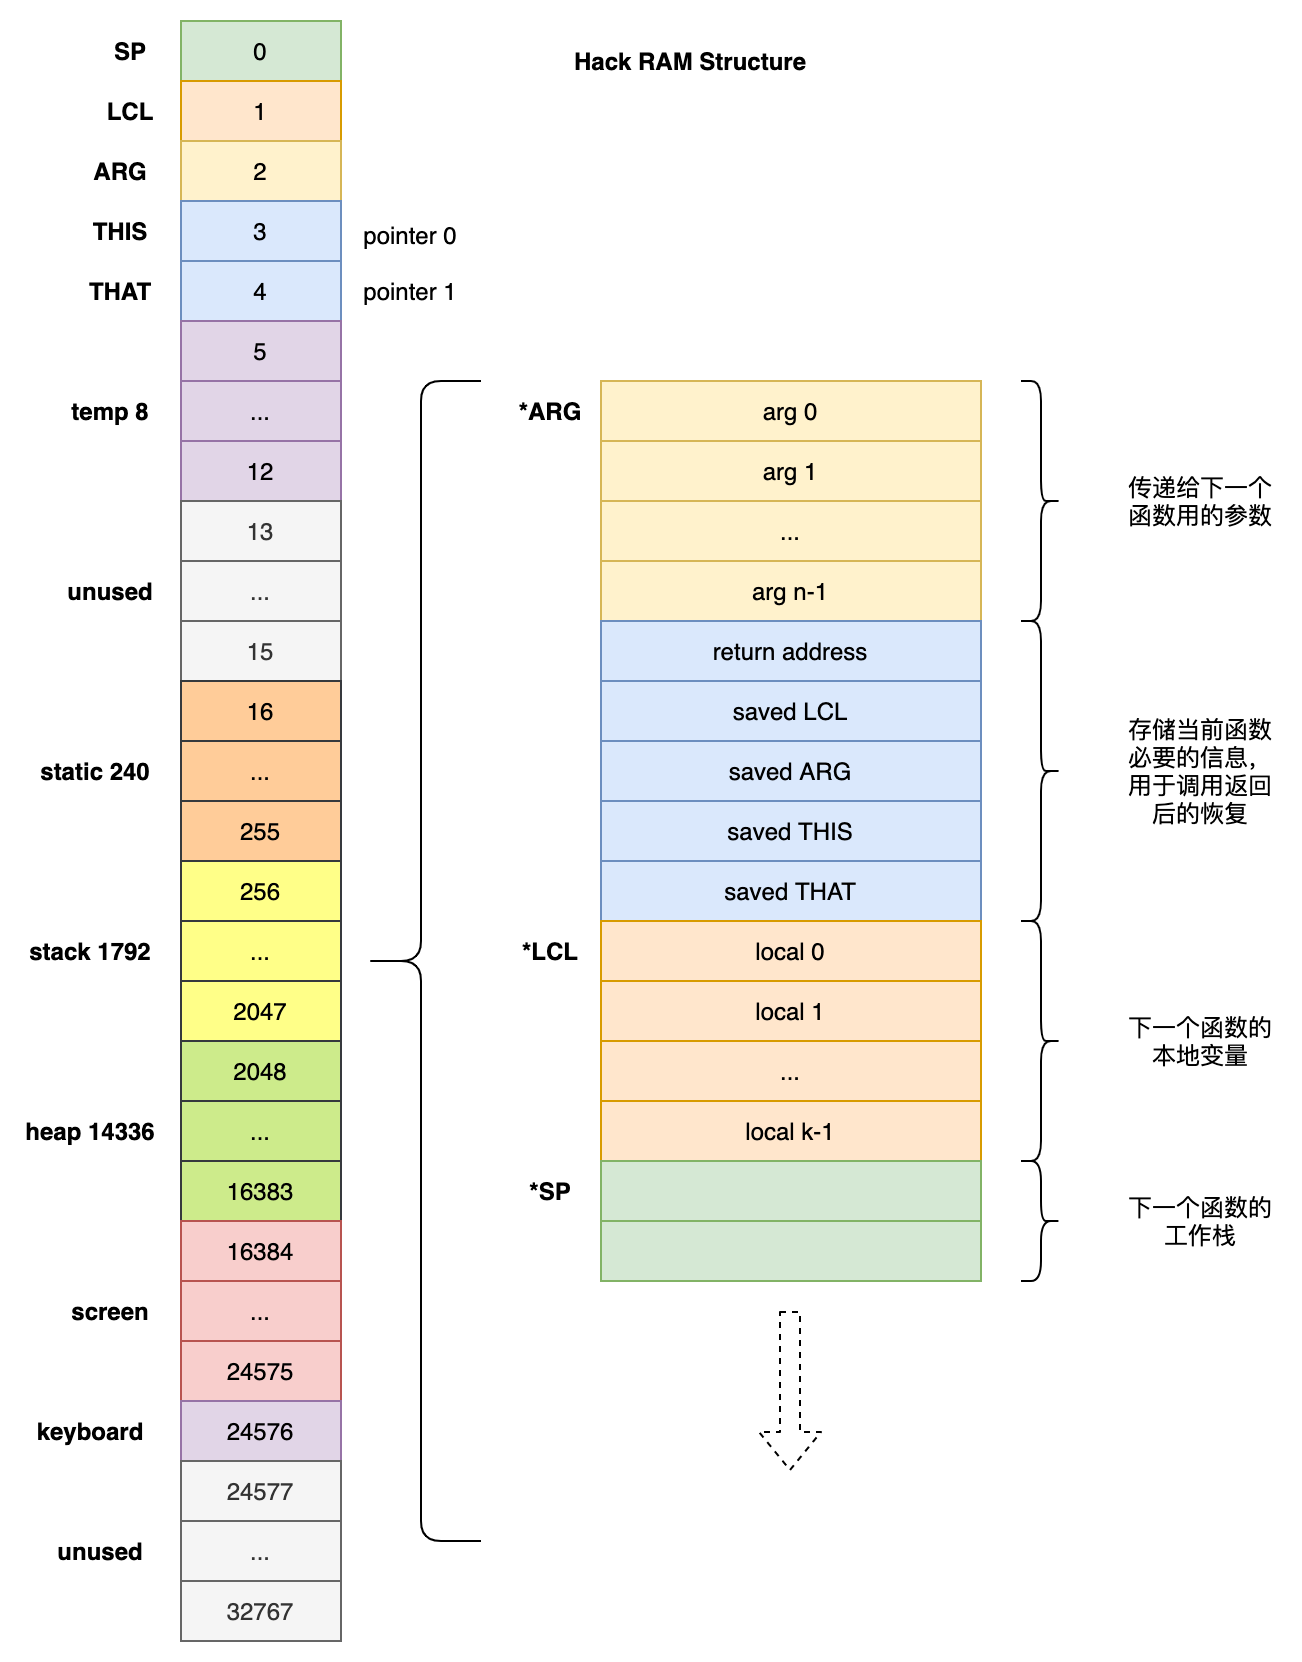 Hack RAM Structure
SP 0
LCL 1
ARG 2
THIS 3 pointer 0
THAT 4 pointer 1
5
temp 8 ...
12
13
unused ...
15
16
static 240 ...
255
256
stack 1792 ...
2047
2048
heap 14336 ...
16383
16384
screen ...
24575
keyboard 24576
24577
unused ...
32767
*ARG arg 0
arg 1
...
arg n-1
return address
saved LCL
saved ARG
saved THIS
saved THAT
*LCL local 0
local 1
...
local k-1
*SP
传递给下一个
函数用的参数
存储当前函数
必要的信息，
用于调用返回
后的恢复
下一个函数的
本地变量
下一个函数的
工作栈